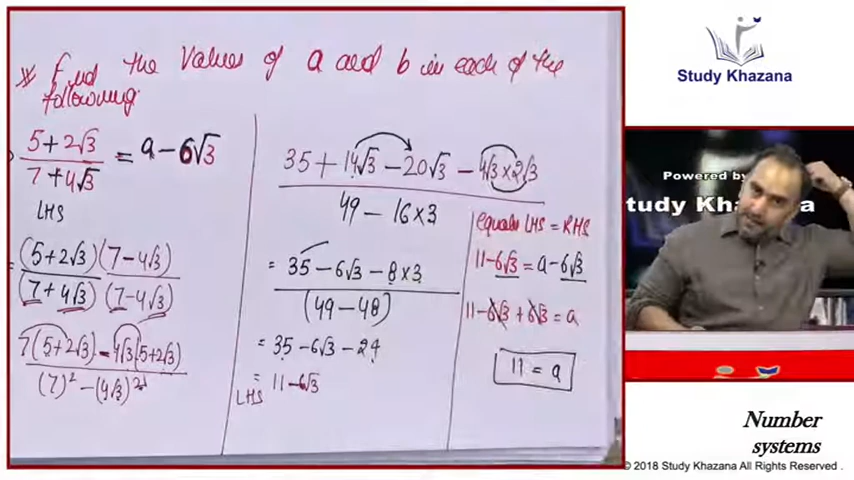 Find the Values of a and b in each of the
following
5+2√3 / 7+4√3 = a-6√3
LHS
= (5+2√3)(7-4√3) / (7+4√3)(7-4√3)
7(5+2√3)-4√3(5+2√3) / (7)² - (4√3)²
35+14√3-20√3-4√3×2√3 / 49-16×3
= 35-6√3-8×3 / (49-48)
= 35-6√3-24
= 11-6√3
LHS
Equate LHS = RHS
11-6√3 = a-6√3
11-6√3+6√3 = a
11 = a
Study Khazana
Powered by
tudy Kh
Number
systems
© 2018 Study Khazana All Rights Reserved .